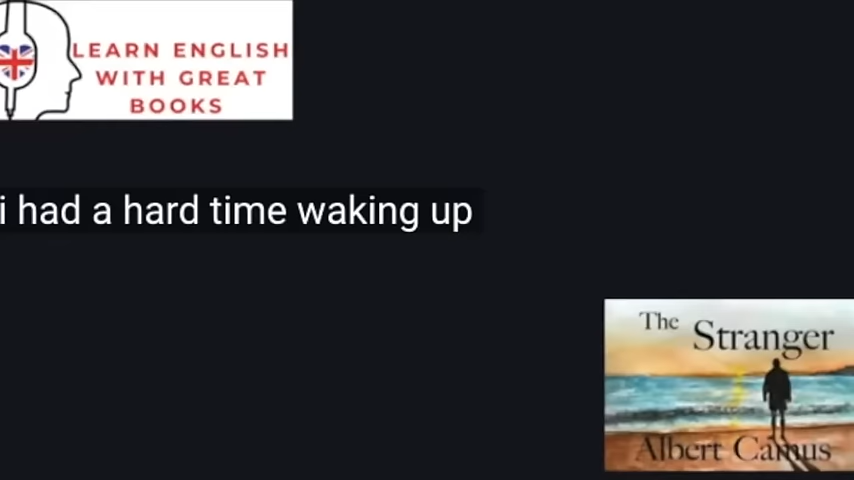 LEARN ENGLISH
WITH GREAT
BOOKS
i had a hard time waking up
The Stranger
Albert Camus